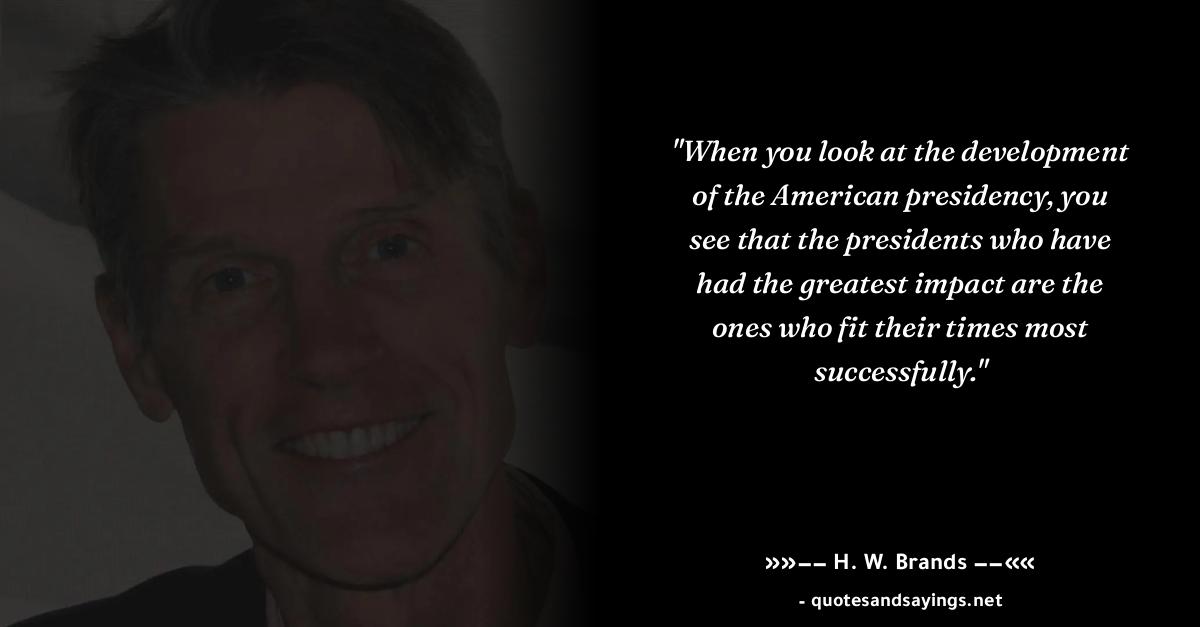 "When you look at the development
of the American presidency, you
see that the presidents who have
had the greatest impact are the
ones who fit their times most
successfully."
»»–– H. W. Brands ––««
- quotesandsayings.net